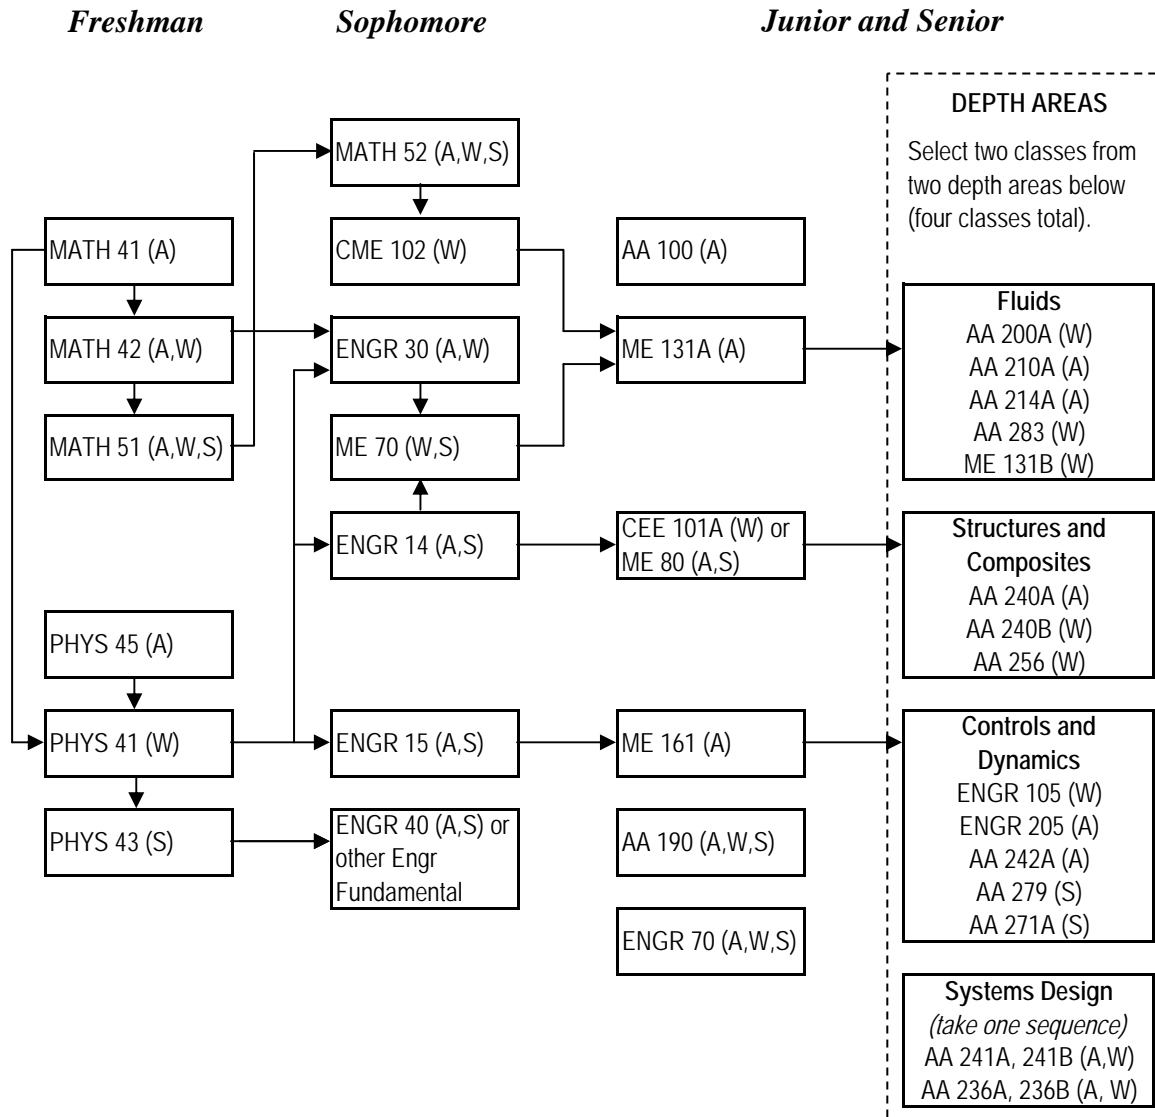 Freshman
Sophomore
Junior and Senior
MATH 41 (A)
MATH 42 (A,W)
MATH 51 (A,W,S)
PHYS 45 (A)
PHYS 41 (W)
PHYS 43 (S)
MATH 52 (A,W,S)
CME 102 (W)
ENGR 30 (A,W)
ME 70 (W,S)
ENGR 14 (A,S)
ENGR 15 (A,S)
ENGR 40 (A,S) or
other Engr
Fundamental
AA 100 (A)
ME 131A (A)
CEE 101A (W) or
ME 80 (A,S)
ME 161 (A)
AA 190 (A,W,S)
ENGR 70 (A,W,S)
DEPTH AREAS
Select two classes from
two depth areas below
(four classes total).
Fluids
AA 200A (W)
AA 210A (A)
AA 214A (A)
AA 283 (W)
ME 131B (W)
Structures and
Composites
AA 240A (A)
AA 240B (W)
AA 256 (W)
Controls and
Dynamics
ENGR 105 (W)
ENGR 205 (A)
AA 242A (A)
AA 279 (S)
AA 271A (S)
Systems Design
(take one sequence)
AA 241A, 241B (A,W)
AA 236A, 236B (A, W)